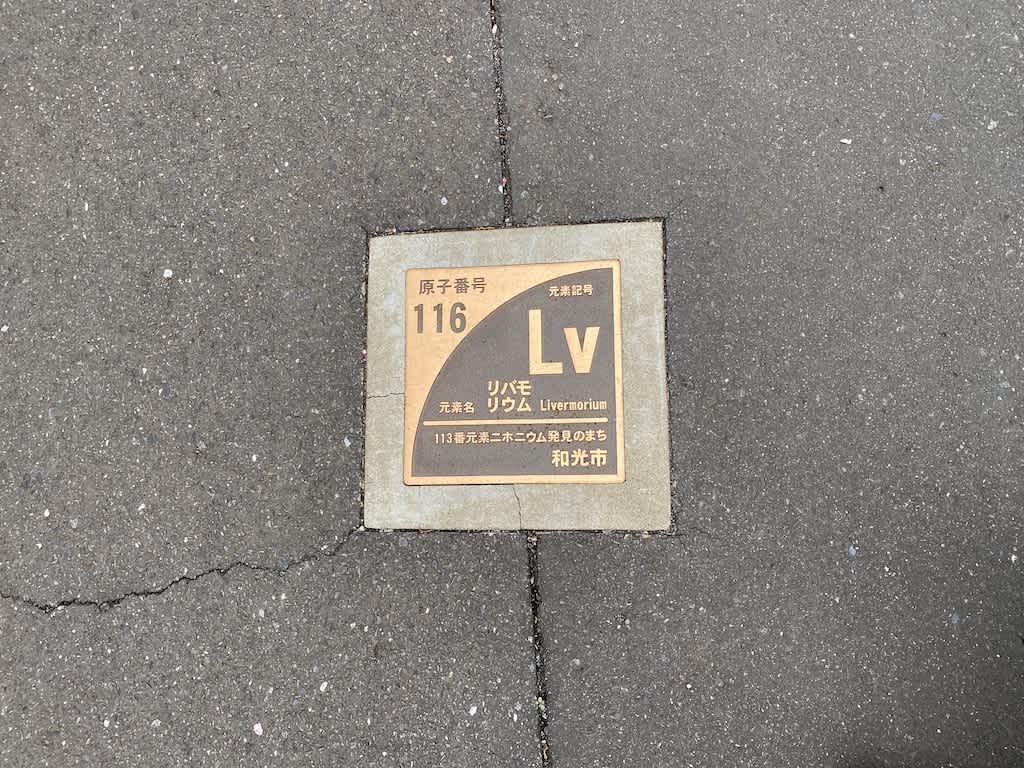 原子番号
116
元素記号
Lv
元素名 リバモ
リウム Livermorium
113番元素ニホニウム発見のまち
和光市